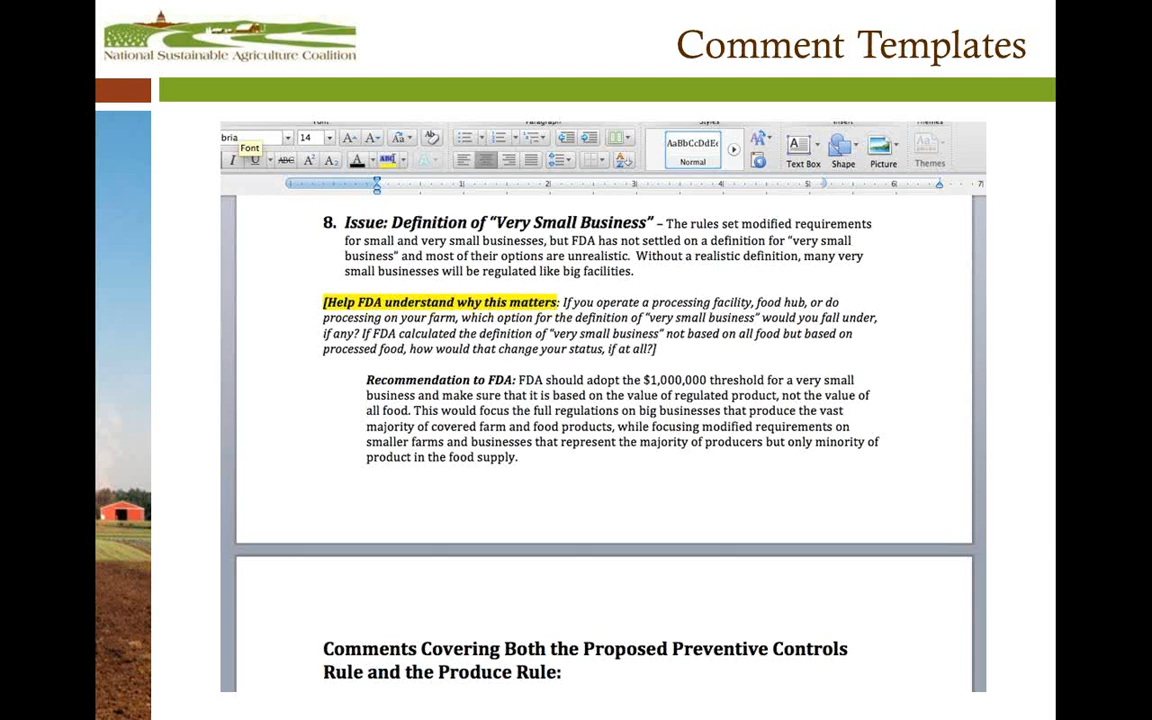 National Sustainable Agriculture Coalition
Comment Templates
bria
14
Font
AaBbCcDdEe
Normal
Text Box
Shape
Picture
Themes
8. Issue: Definition of “Very Small Business” – The rules set modified requirements
for small and very small businesses, but FDA has not settled on a definition for “very small
business” and most of their options are unrealistic. Without a realistic definition, many very
small businesses will be regulated like big facilities.
[Help FDA understand why this matters: If you operate a processing facility, food hub, or do
processing on your farm, which option for the definition of “very small business” would you fall under,
if any? If FDA calculated the definition of “very small business” not based on all food but based on
processed food, how would that change your status, if at all?]
Recommendation to FDA: FDA should adopt the $1,000,000 threshold for a very small
business and make sure that it is based on the value of regulated product, not the value of
all food. This would focus the full regulations on big businesses that produce the vast
majority of covered farm and food products, while focusing modified requirements on
smaller farms and businesses that represent the majority of producers but only minority of
product in the food supply.
Comments Covering Both the Proposed Preventive Controls
Rule and the Produce Rule: